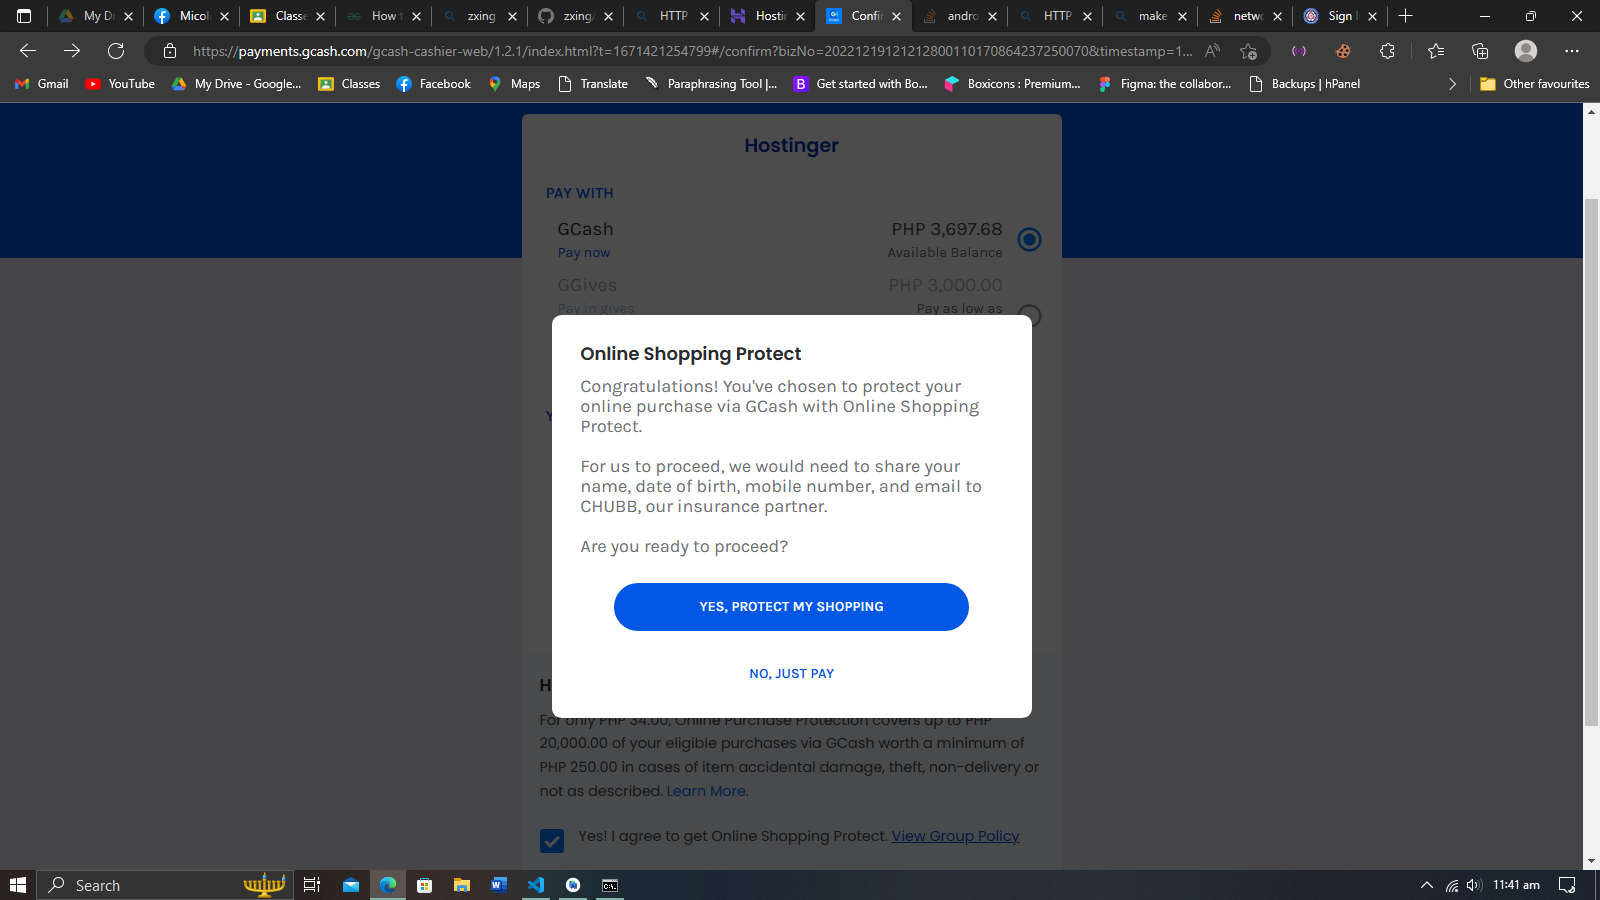 My Dr
Micol
Classe
How t
zxing
zxing/
HTTP
Hostin
Confir
andro
HTTP
make
netwo
Sign I
https://payments.gcash.com/gcash-cashier-web/1.2.1/index.html?t=1671421254799#/confirm?bizNo=20221219121212800110170864237250070&timestamp=1...
Gmail
YouTube
My Drive - Google...
Classes
Facebook
Maps
Translate
Paraphrasing Tool |...
Get started with Bo...
Boxicons : Premium...
Figma: the collabor...
Backups | hPanel
Other favourites
Hostinger
PAY WITH
GCash PHP 3,697.68
Pay now Available Balance
GGives PHP 3,000.00
Pay in gives Pay as low as
Online Shopping Protect
Congratulations! You've chosen to protect your
online purchase via GCash with Online Shopping
Protect.
For us to proceed, we would need to share your
name, date of birth, mobile number, and email to
CHUBB, our insurance partner.
Are you ready to proceed?
YES, PROTECT MY SHOPPING
NO, JUST PAY
For only PHP 34.00, Online Purchase Protection covers up to PHP
20,000.00 of your eligible purchases via GCash worth a minimum of
PHP 250.00 in cases of item accidental damage, theft, non-delivery or
not as described. Learn More.
Yes! I agree to get Online Shopping Protect. View Group Policy
Search
11:41 am